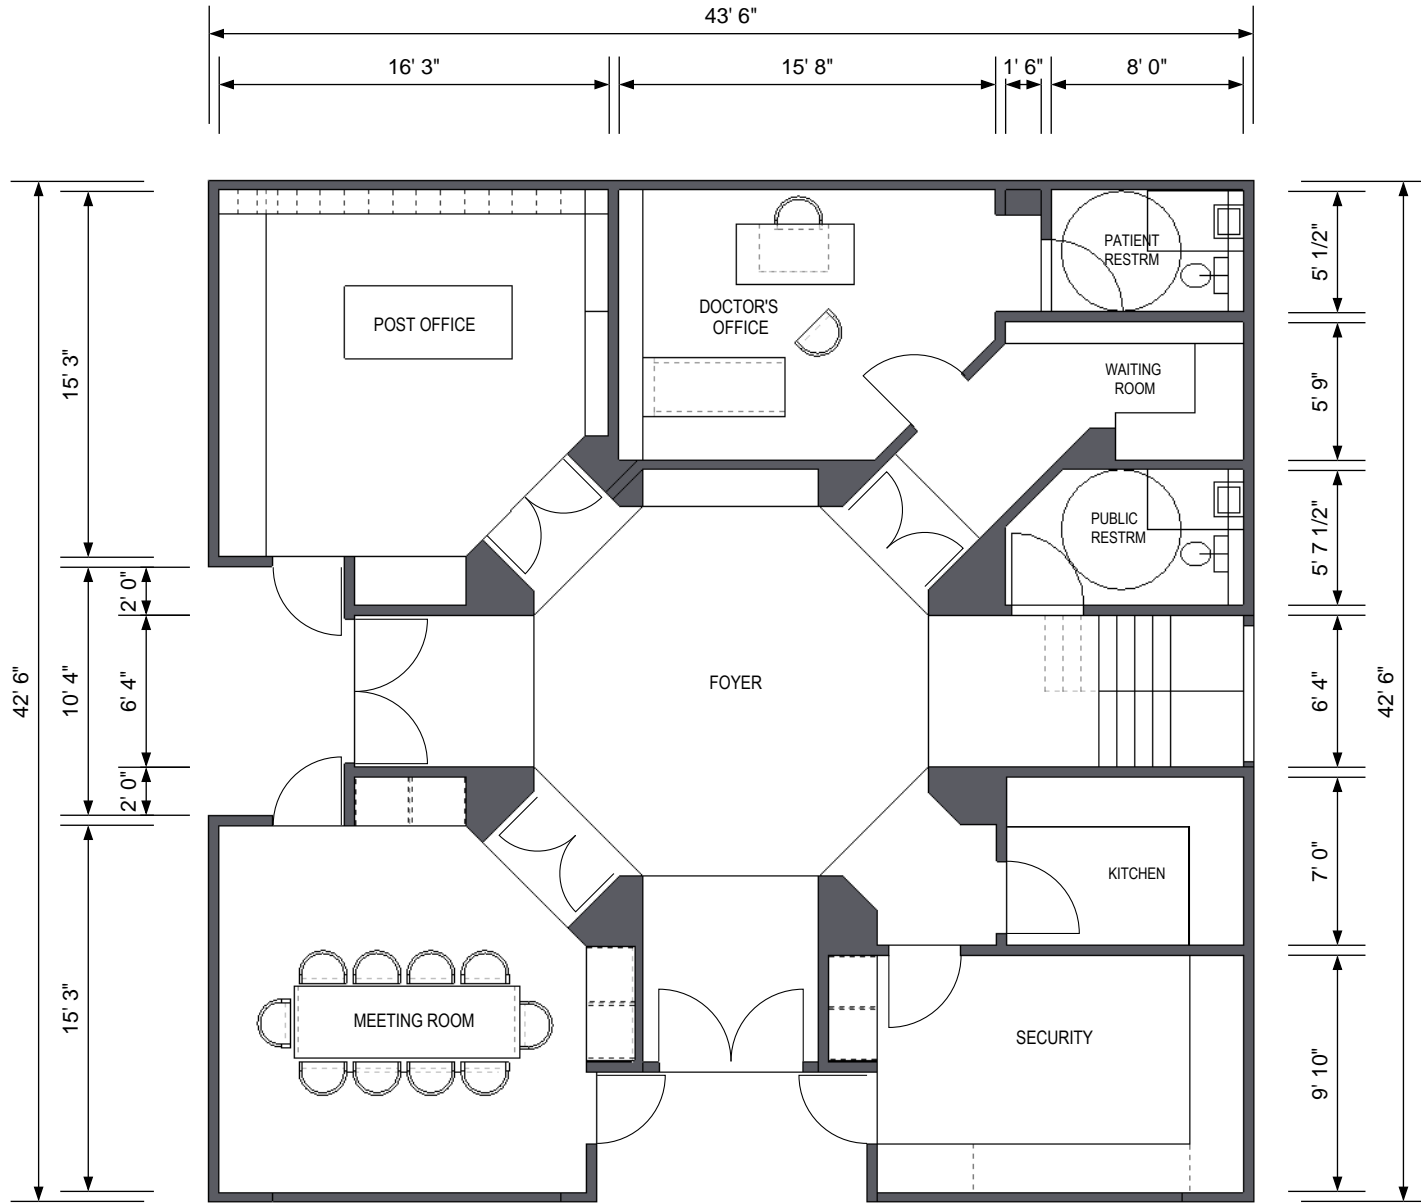 43' 6"
16' 3"
15' 8"
1' 6"
8' 0"
42' 6"
15' 3"
10' 4"
15' 3"
2' 0"
6' 4"
2' 0"
POST OFFICE
DOCTOR'S
OFFICE
PATIENT
RESTRM
WAITING
ROOM
PUBLIC
RESTRM
FOYER
KITCHEN
MEETING ROOM
SECURITY
5' 1/2"
5' 9"
5' 7 1/2"
6' 4"
7' 0"
9' 10"
42' 6"